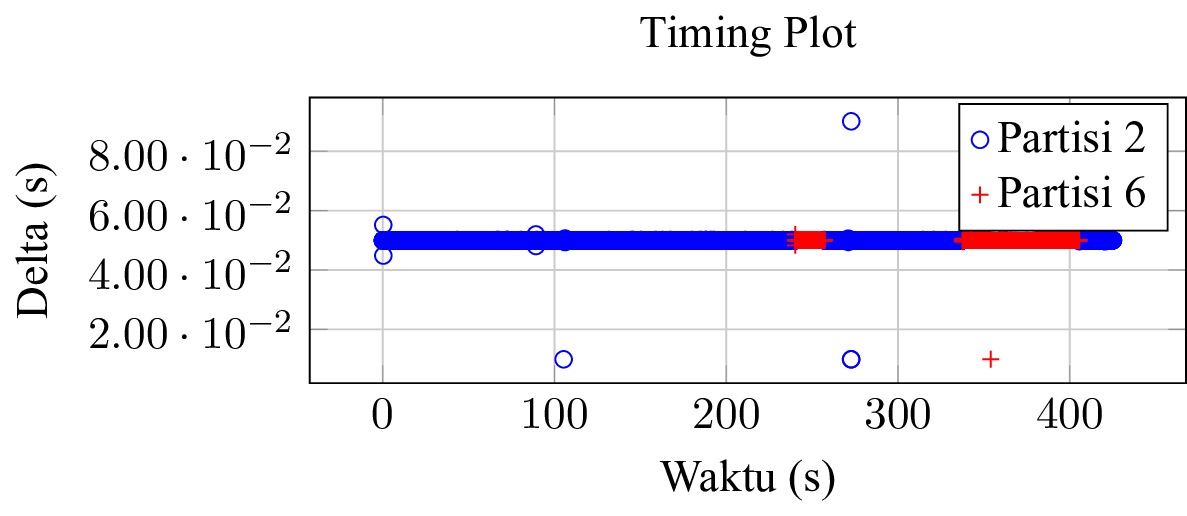 Timing Plot
Partisi 2
Partisi 6
Delta (s)
8.00 · 10⁻²
6.00 · 10⁻²
4.00 · 10⁻²
2.00 · 10⁻²
0 100 200 300 400
Waktu (s)